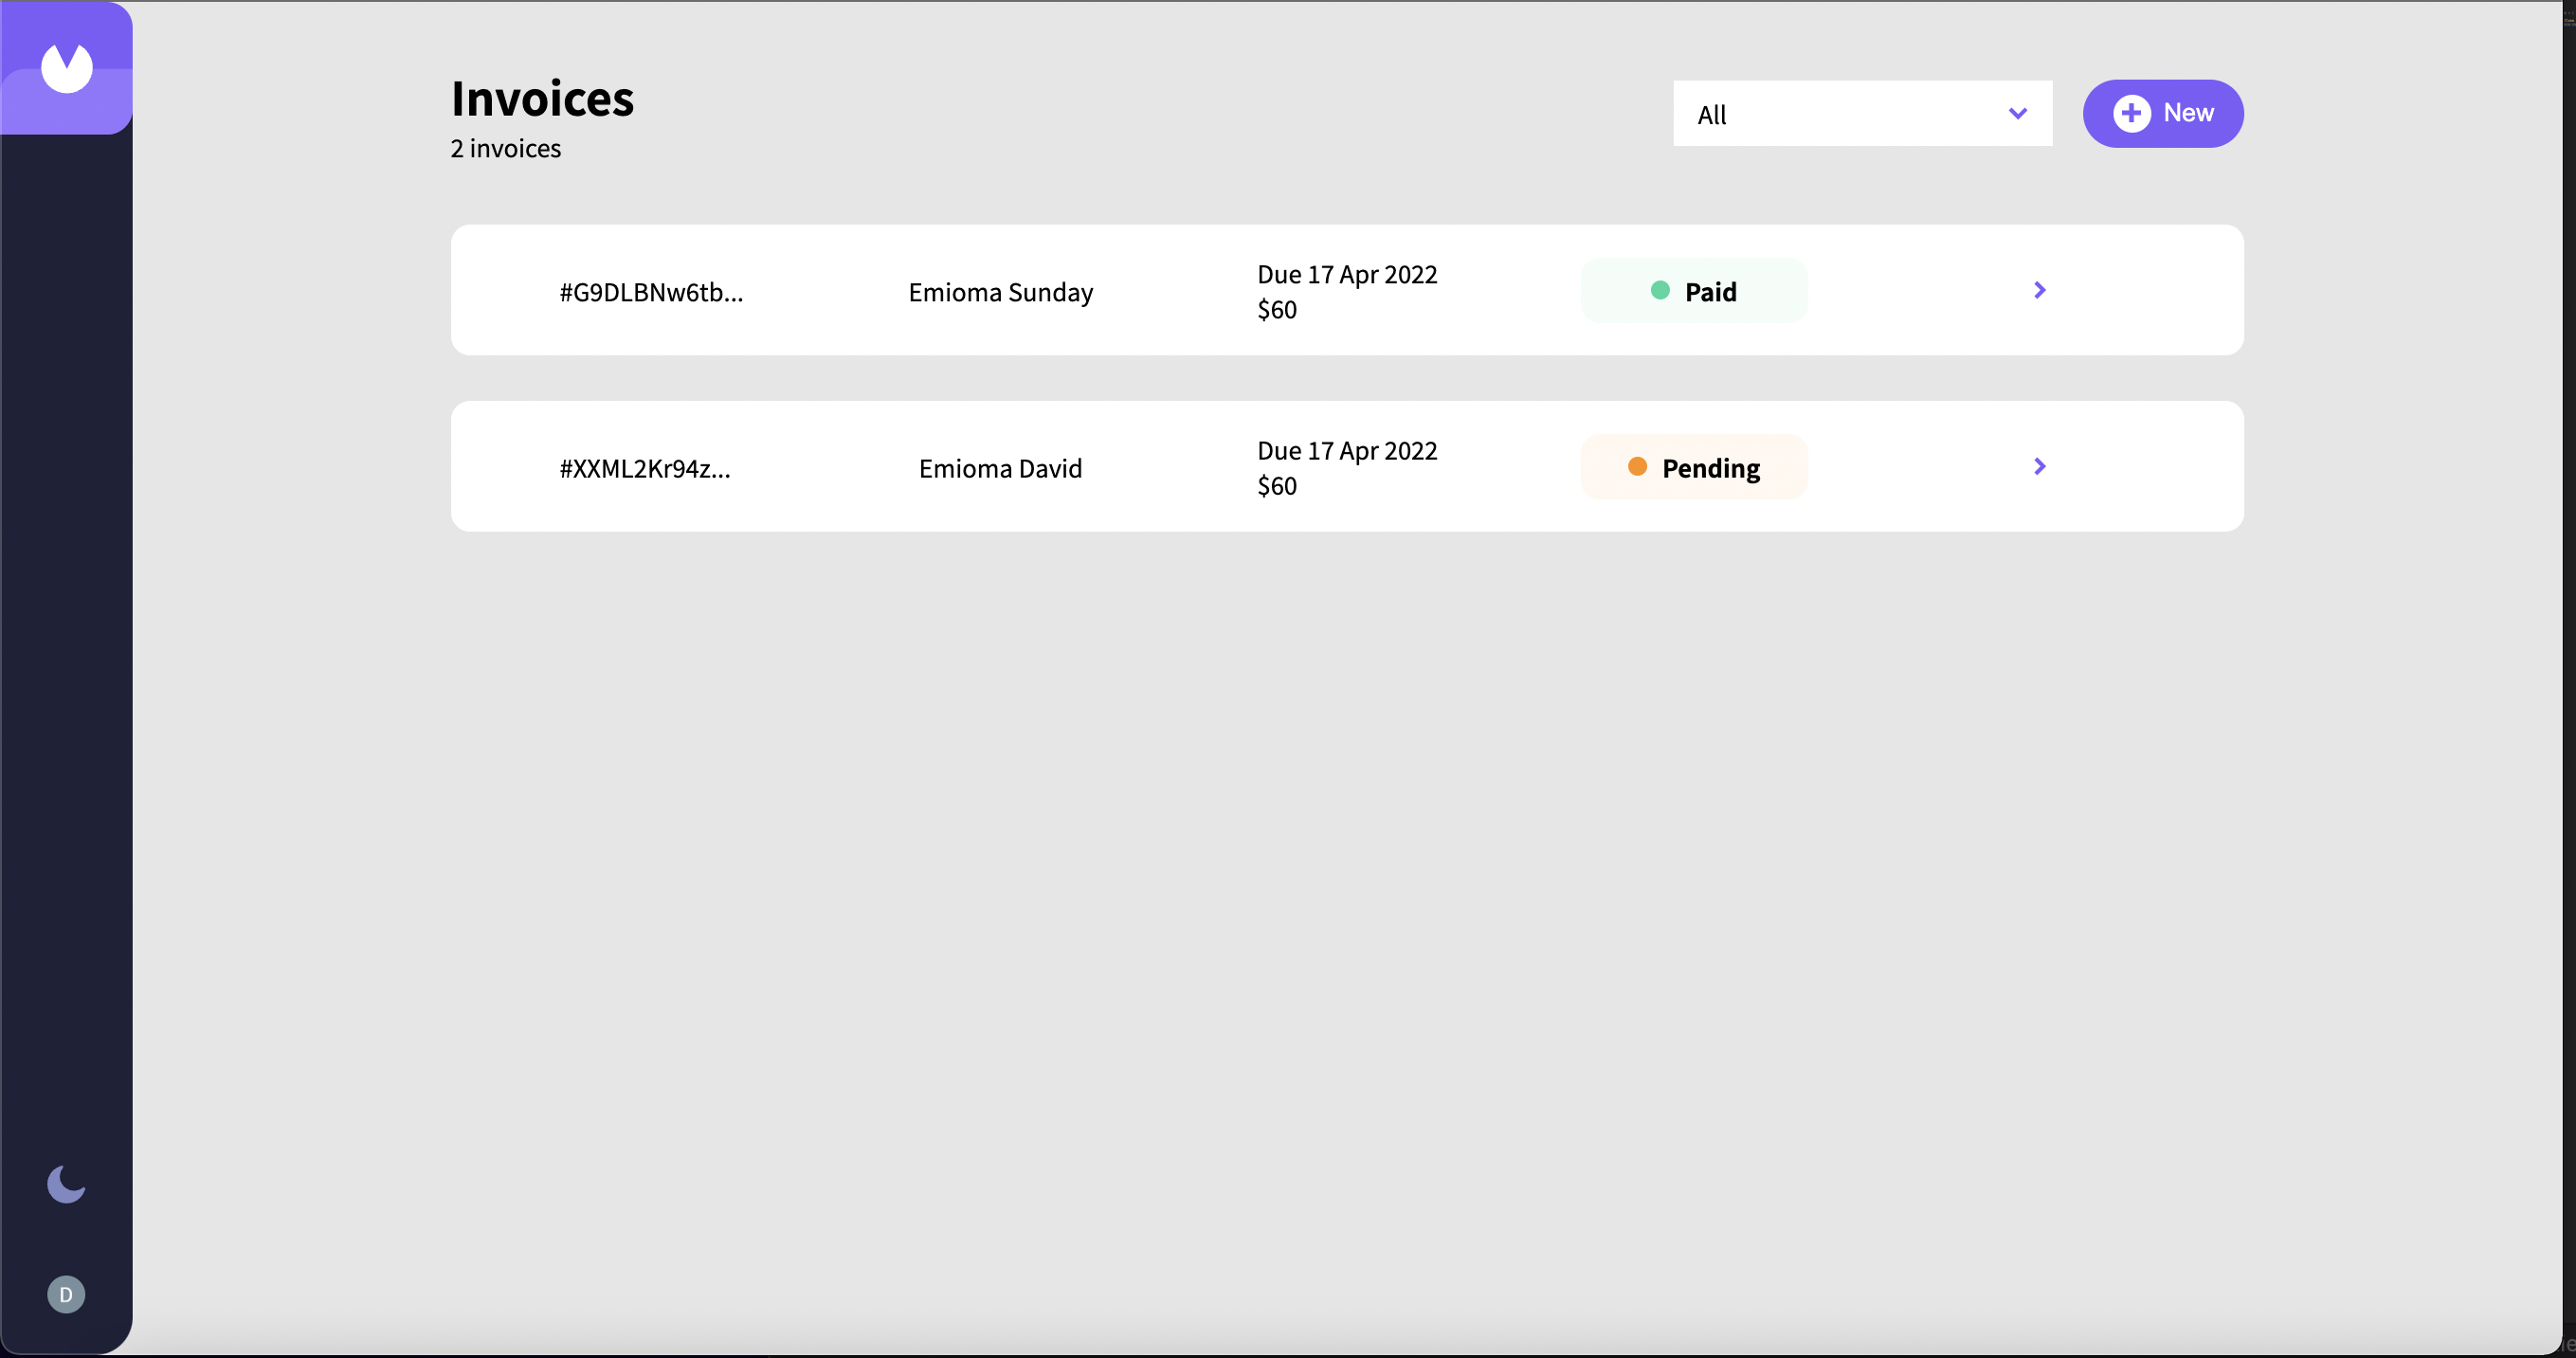 Invoices
2 invoices
All
New
#G9DLBNw6tb...
Emioma Sunday
Due 17 Apr 2022
$60
Paid
#XXML2Kr94z...
Emioma David
Due 17 Apr 2022
$60
Pending
D